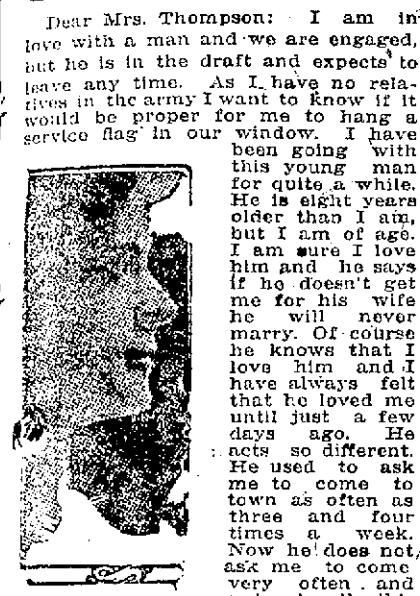 Dear Mrs. Thompson: I am in
love with a man and we are engaged,
but he is in the draft and expects to
leave any time. As I have no rela-
tives in the army I want to know if it
would be proper for me to hang a
service flag in our window. I have
been going with
this young man
for quite a while.
He is eight years
older than I am,
but I am of age.
I am sure I love
him and he says
if he doesn't get
me for his wife
he will never
marry. Of course
he knows that I
love him and I
have always felt
that he loved me
until just a few
days ago. He
acts so different.
He used to ask
me to come to
town as often as
three and four
times a week.
Now he does not
ask me to come
very often and